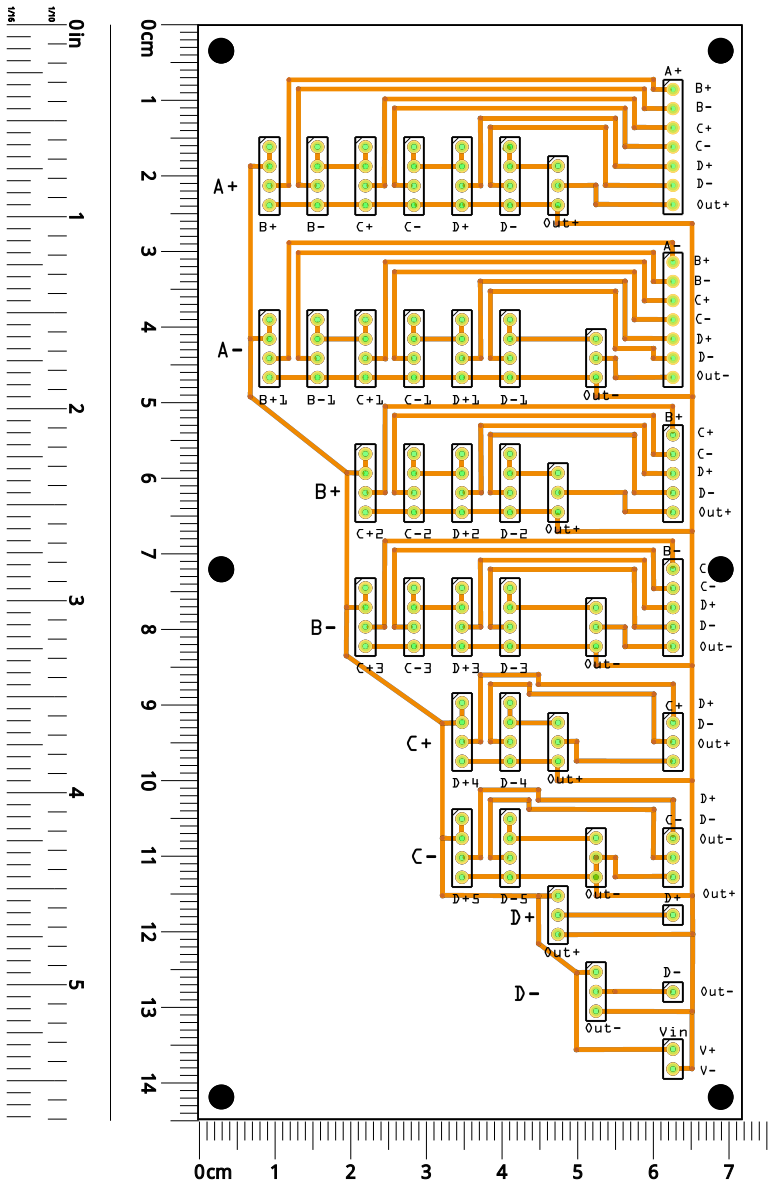 1/16 1/10 0in 0cm
A+
B+
B-
1
C+
C-
D+
2
A+
D-
1
Out+
B+ B- C+ C- D+ D- Out+
3
A-
B+
B-
C+
4
C-
D+
A-
D-
Out-
B+1 B-1 C+1 C-1 D+1 D-1 Out-
5
2
B+
C+
C-
6
D+
B+
D-
Out+
C+2 C-2 D+2 D-2 Out+
7
B-
C
C-
3
D+
8
B-
D-
Out-
C+3 C-3 D+3 D-3 Out-
9
C+
D+
D-
C+
Out+
10
D+4 D-4 Out+
4
D+
C-
D-
Out-
11
C-
D+5 D-5 Out-
D+
Out+
12
D+
Out+
5
D-
13
D-
Out-
Out-
Vin
V+
14
V-
0cm 1 2 3 4 5 6 7